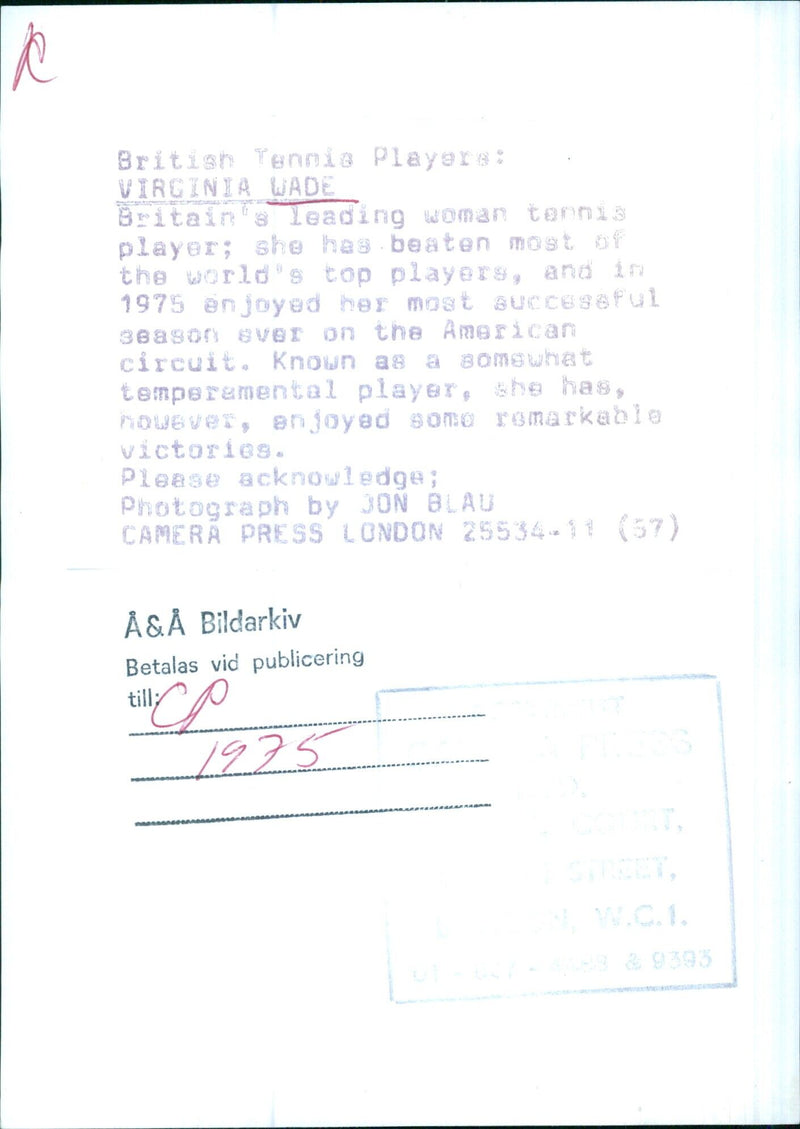 British Tennis Players:
VIRGINIA WADE
Britain's leading woman tennis
player; she has beaten most of
the world's top players, and in
1975 enjoyed her most successful
season ever on the American
circuit. Known as a somewhat
temperamental player, she has,
however, enjoyed some remarkable
victories.
Please acknowledge;
Photograph by JON BLAU
CAMERA PRESS LONDON 25534-11 (57)
Å&Å Bildarkiv
Betalas vid publicering
till: CP
1975
PRESS
COURT,
STREET,
W.C.1.
& 9393